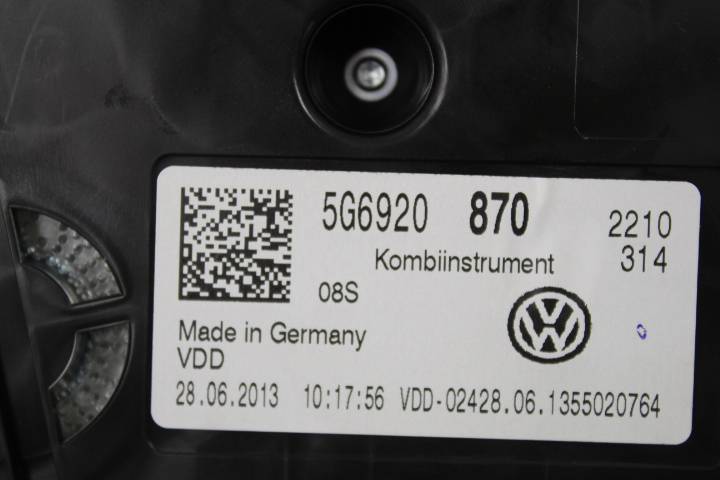 5G6920 870 2210
Kombiinstrument 314
08S
Made in Germany
VDD
28.06.2013 10:17:56 VDD-02428.06.1355020764